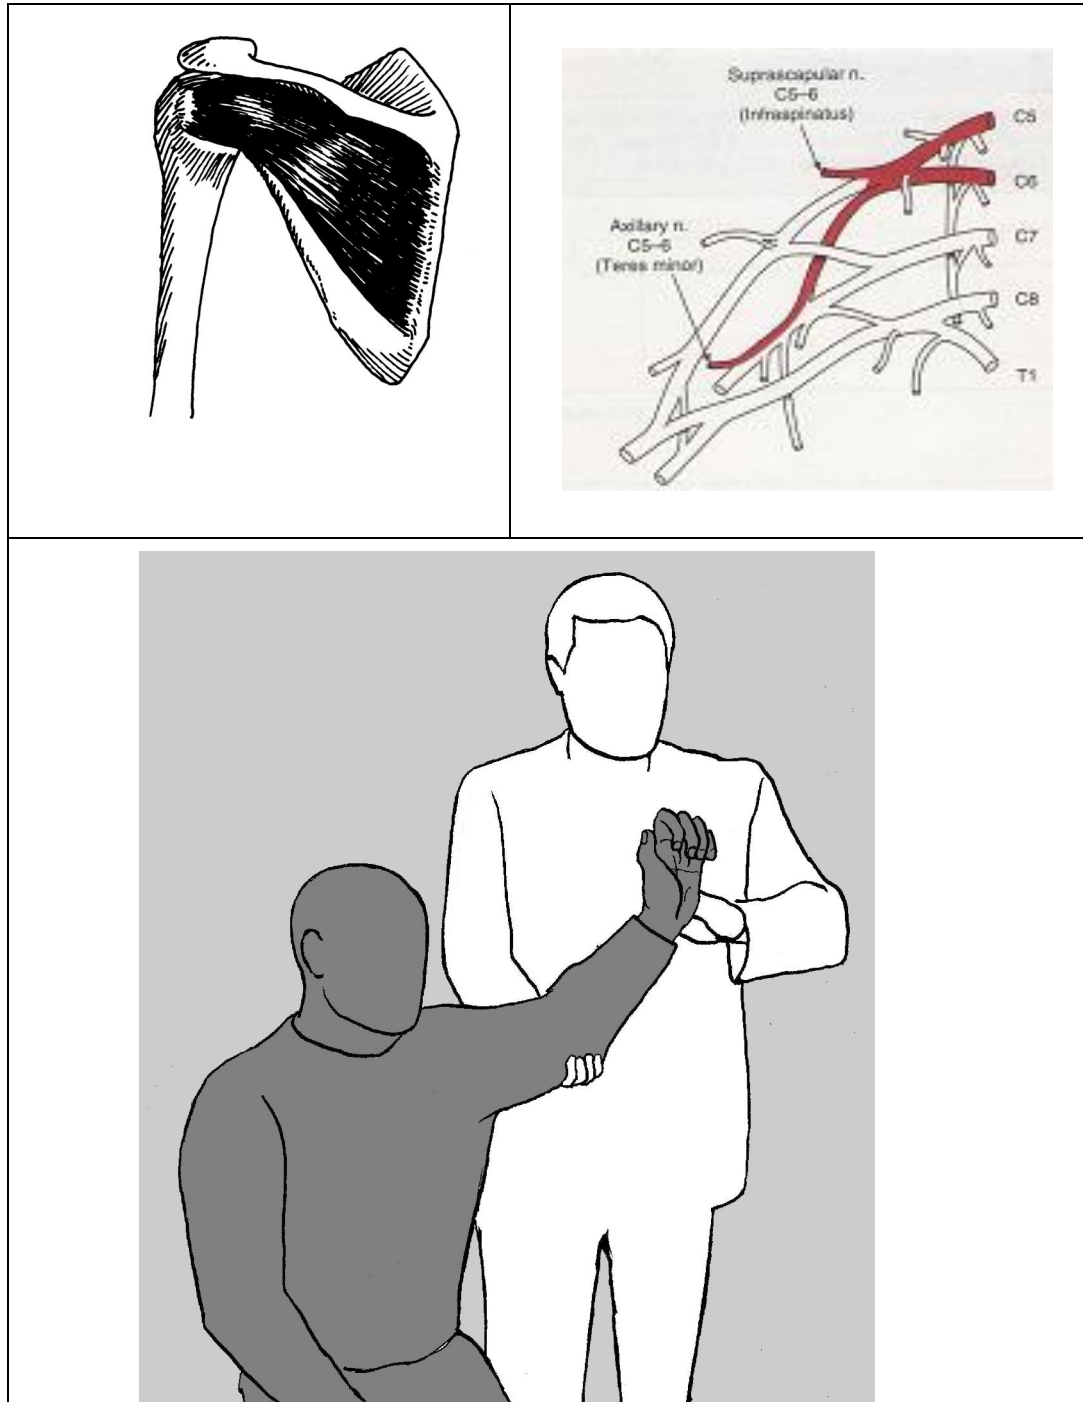 Suprascapular n.
C5–6
(Infraspinatus)
C5
C6
Axillary n.
C5–6
(Teres minor)
C7
C8
T1